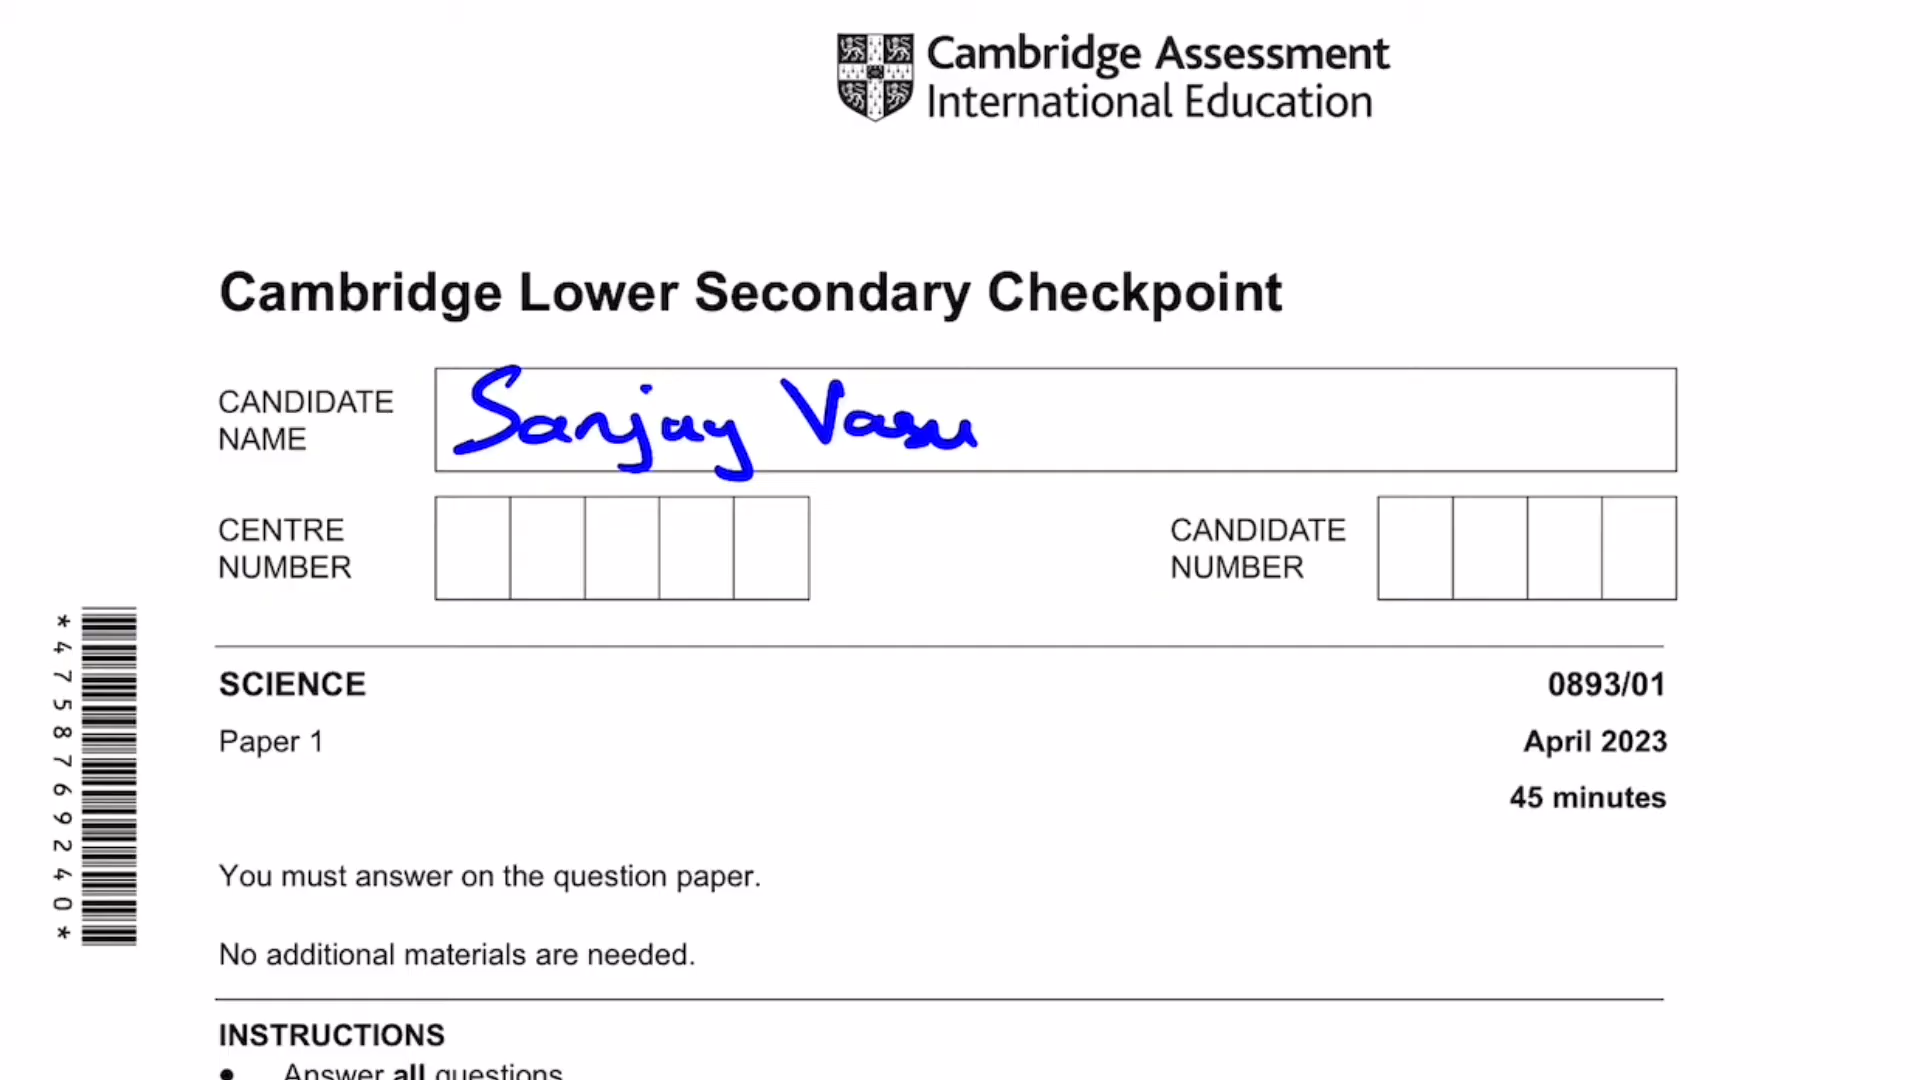 Cambridge Assessment
International Education
Cambridge Lower Secondary Checkpoint
CANDIDATE
NAME
Sanjay Vasu
CENTRE
NUMBER
CANDIDATE
NUMBER
*4758769240*
SCIENCE 0893/01
Paper 1 April 2023
45 minutes
You must answer on the question paper.
No additional materials are needed.
INSTRUCTIONS
● Answer all questions